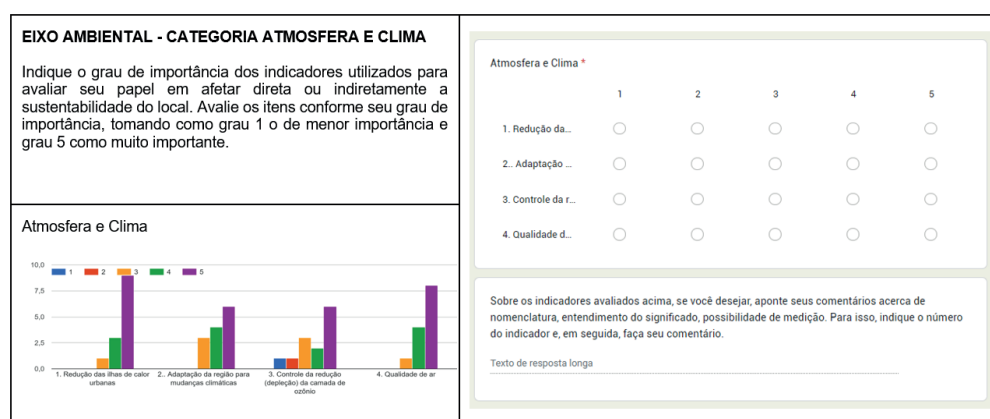 EIXO AMBIENTAL - CATEGORIA ATMOSFERA E CLIMA
Indique o grau de importância dos indicadores utilizados para
avaliar seu papel em afetar direta ou indiretamente a
sustentabilidade do local. Avalie os itens conforme seu grau de
importância, tomando como grau 1 o de menor importância e
grau 5 como muito importante.
Atmosfera e Clima *
1 2 3 4 5
1. Redução da...
2.. Adaptação ...
3. Controle da r...
4. Qualidade d...
Sobre os indicadores avaliados acima, se você desejar, aponte seus comentários acerca de
nomenclatura, entendimento do significado, possibilidade de medição. Para isso, indique o número
do indicador e, em seguida, faça seu comentário.
Texto de resposta longa
Atmosfera e Clima
10,0
1 2 3 4 5
7,5
5,0
2,5
0,0
1. Redução das ilhas de calor
urbanas
2.. Adaptação da região para
mudanças climáticas
3. Controle da redução
(depleção) da camada de
ozônio
4. Qualidade de ar